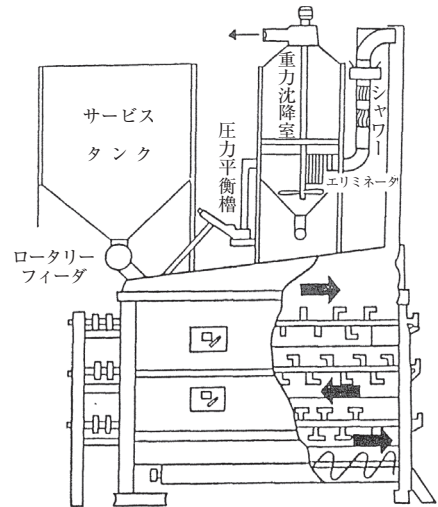 サービス
タンク
ロータリー
フィーダ
圧力平衡槽
重力沈降室
シャワー
エリミネータ